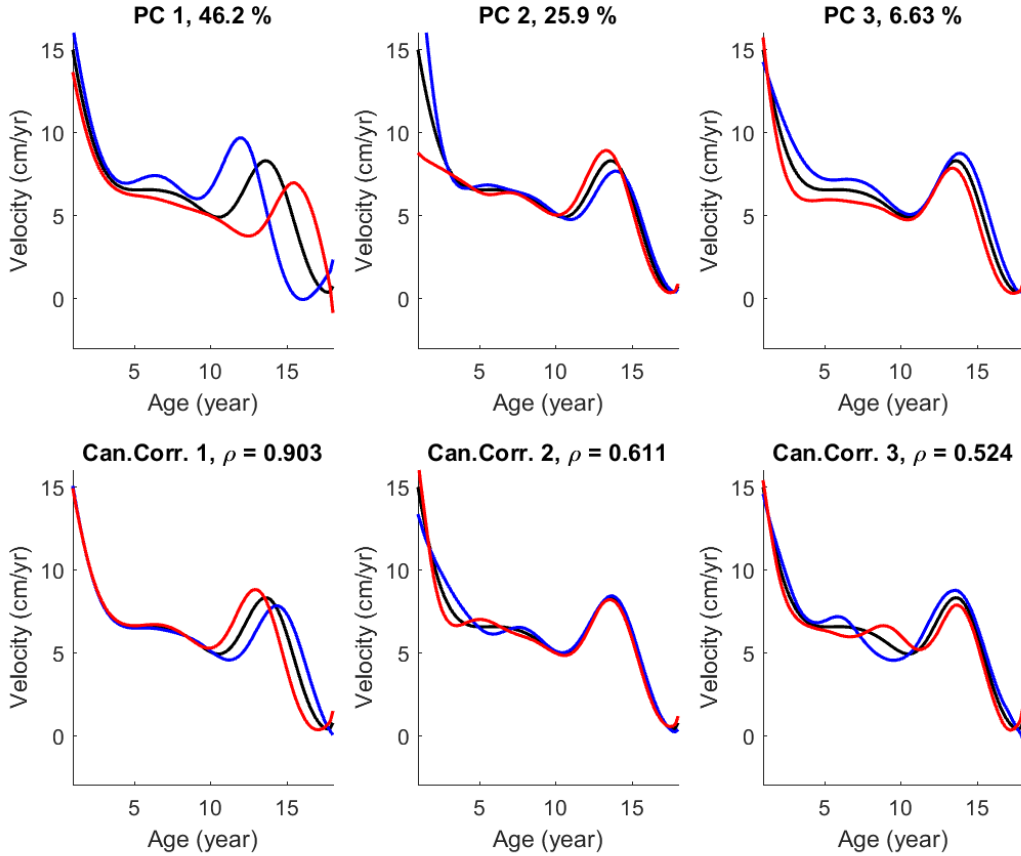 PC 1, 46.2 %
Velocity (cm/yr)
15
10
5
0
5
10
15
Age (year)
PC 2, 25.9 %
Velocity (cm/yr)
15
10
5
0
5
10
15
Age (year)
PC 3, 6.63 %
Velocity (cm/yr)
15
10
5
0
5
10
15
Age (year)
Can.Corr. 1, ρ = 0.903
Velocity (cm/yr)
15
10
5
0
5
10
15
Age (year)
Can.Corr. 2, ρ = 0.611
Velocity (cm/yr)
15
10
5
0
5
10
15
Age (year)
Can.Corr. 3, ρ = 0.524
Velocity (cm/yr)
15
10
5
0
5
10
15
Age (year)